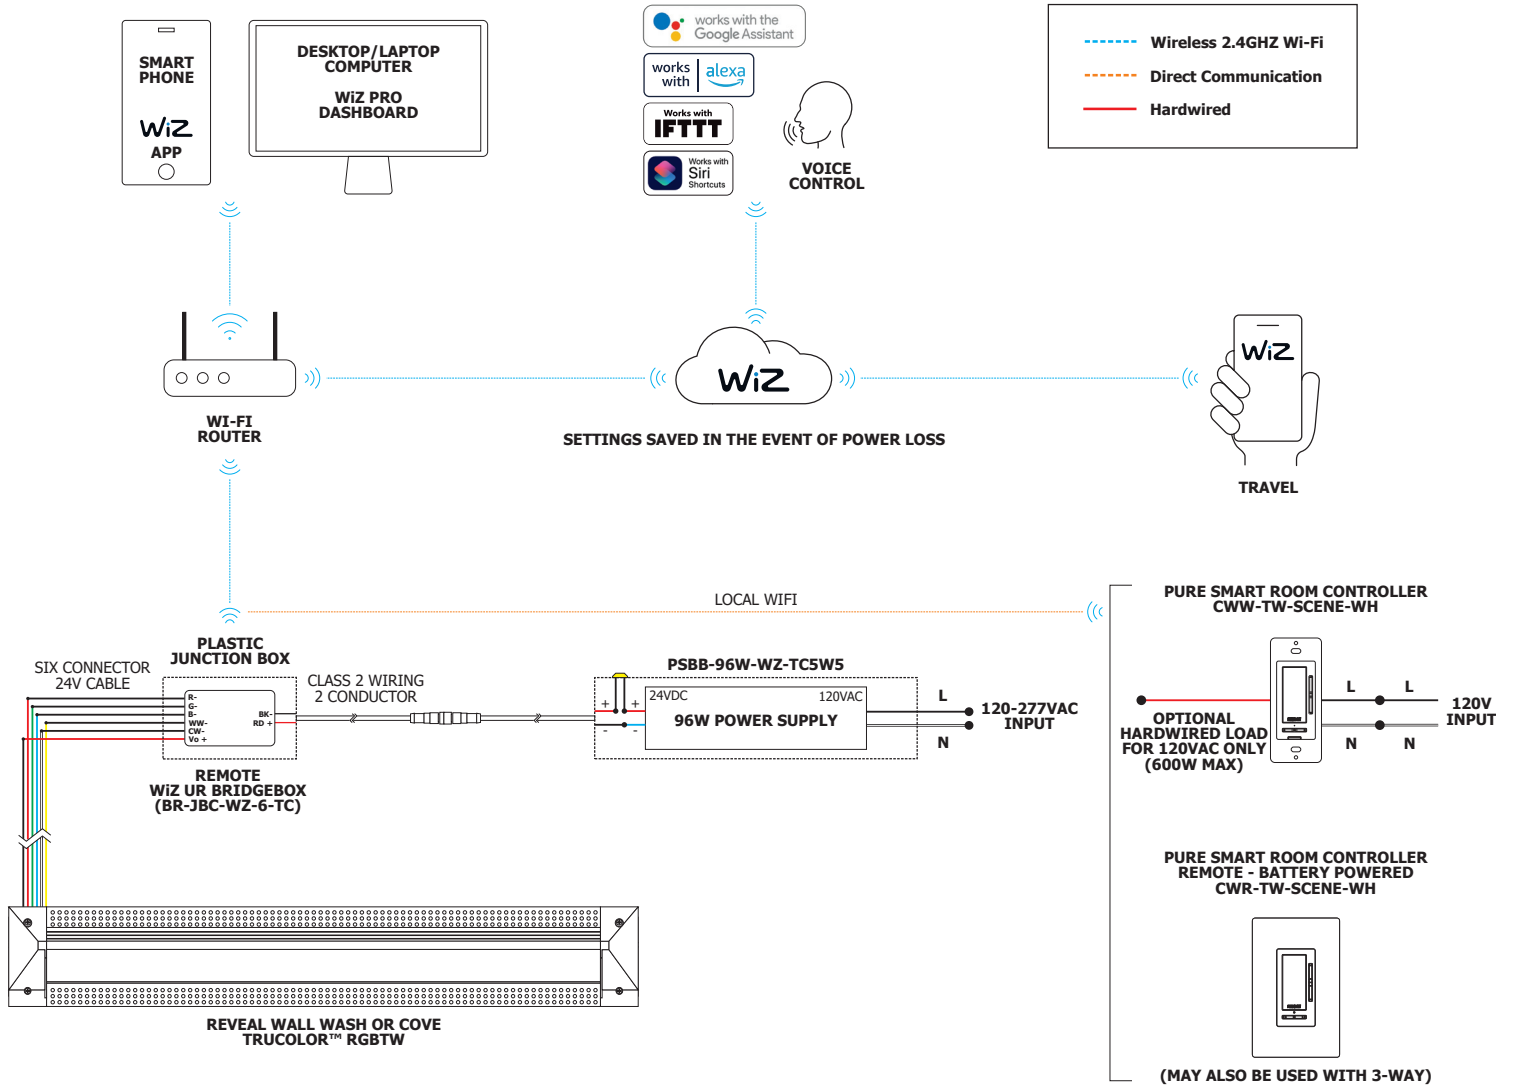 SMART
PHONE
WiZ
APP
DESKTOP/LAPTOP
COMPUTER
WiZ PRO
DASHBOARD
works with the
Google Assistant
works
with
alexa
Works with
IFTTT
Works with
Siri
Shortcuts
VOICE
CONTROL
Wireless 2.4GHZ Wi-Fi
Direct Communication
Hardwired
WI-FI
ROUTER
WiZ
SETTINGS SAVED IN THE EVENT OF POWER LOSS
WiZ
TRAVEL
LOCAL WIFI
SIX CONNECTOR
24V CABLE
PLASTIC
JUNCTION BOX
R-
G-
B-
WW-
CW-
Vo +
BK-
RD +
REMOTE
WiZ UR BRIDGEBOX
(BR-JBC-WZ-6-TC)
CLASS 2 WIRING
2 CONDUCTOR
PSBB-96W-WZ-TC5W5
+ +
- -
24VDC 120VAC
96W POWER SUPPLY
L
N
120-277VAC
INPUT
PURE SMART ROOM CONTROLLER
CWW-TW-SCENE-WH
OPTIONAL
HARDWIRED LOAD
FOR 120VAC ONLY
(600W MAX)
L L
N N
120V
INPUT
PURE SMART ROOM CONTROLLER
REMOTE - BATTERY POWERED
CWR-TW-SCENE-WH
(MAY ALSO BE USED WITH 3-WAY)
REVEAL WALL WASH OR COVE
TRUCOLOR™ RGBTW